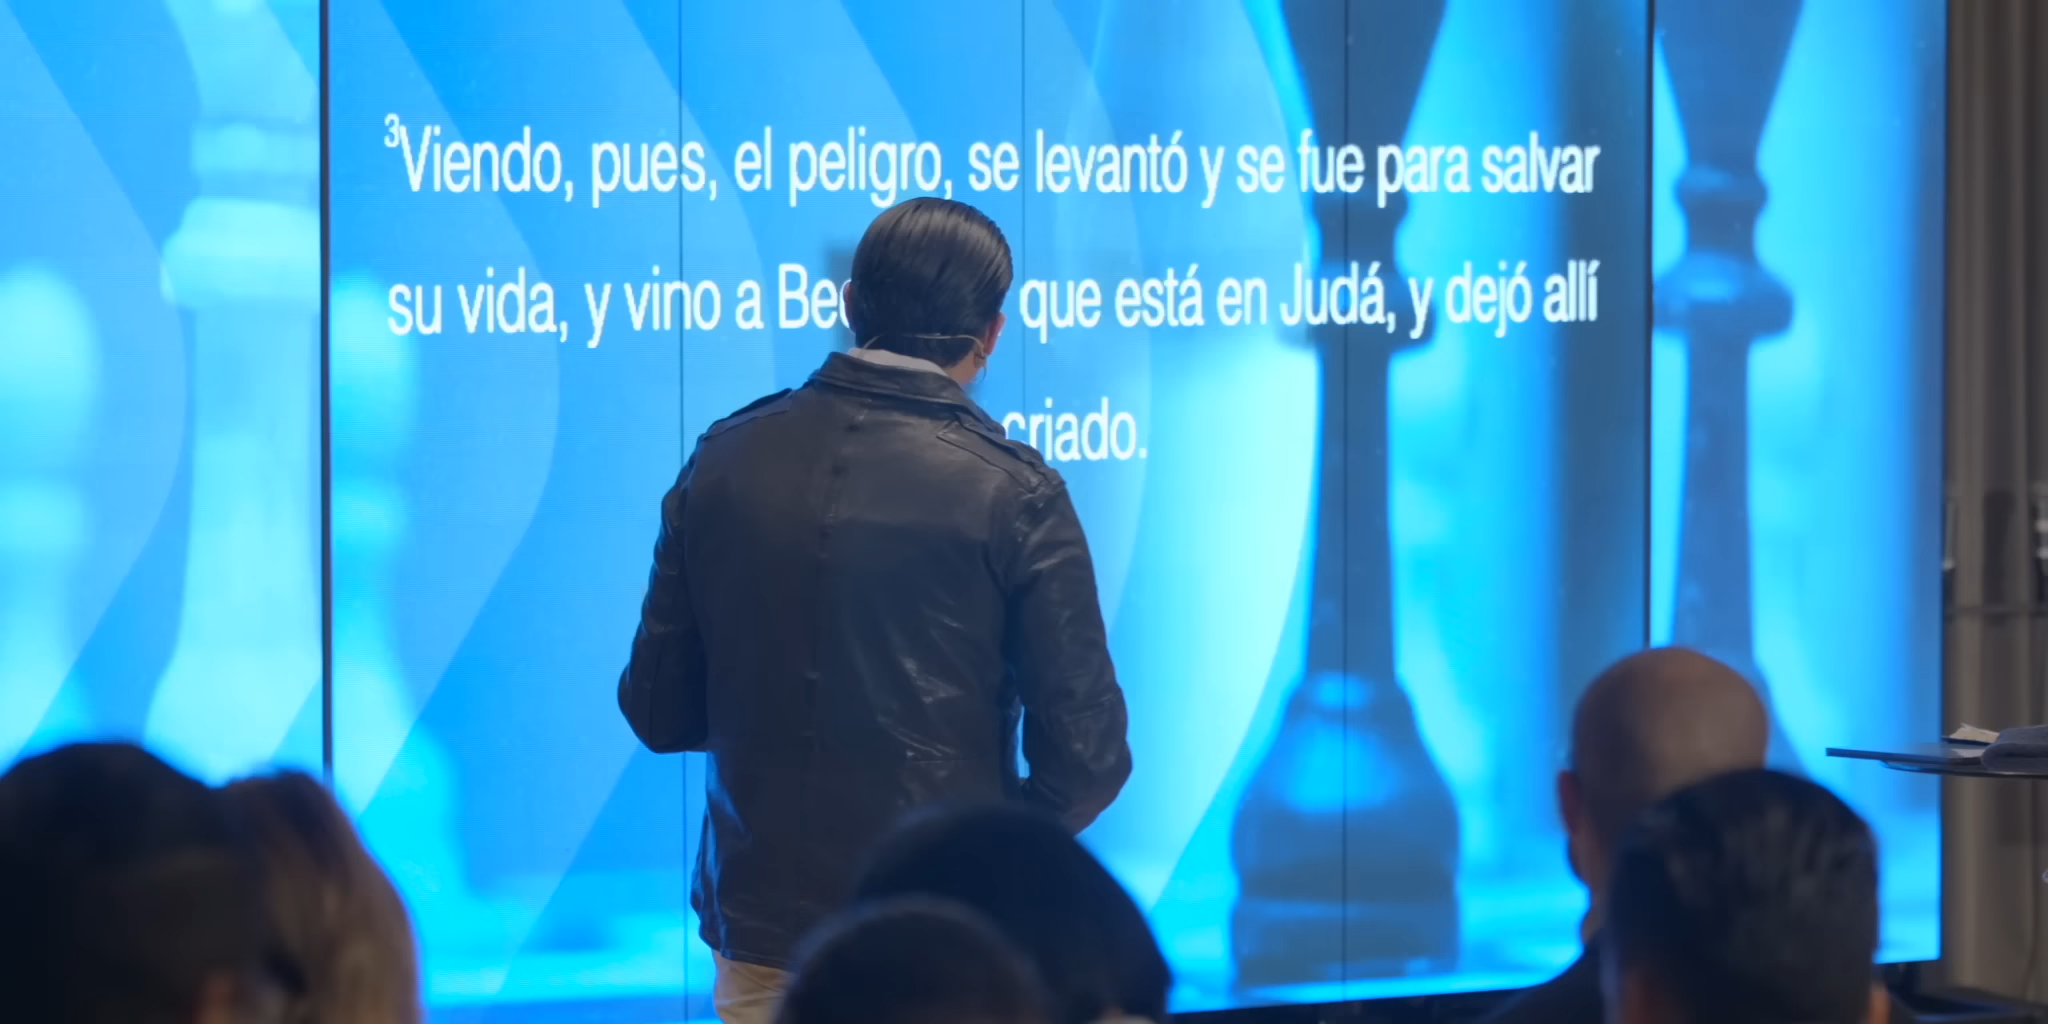 ³Viendo, pues, el peligro, se levantó y se fue para salvar
su vida, y vino a que está en Judá, y dejó allí
criado.